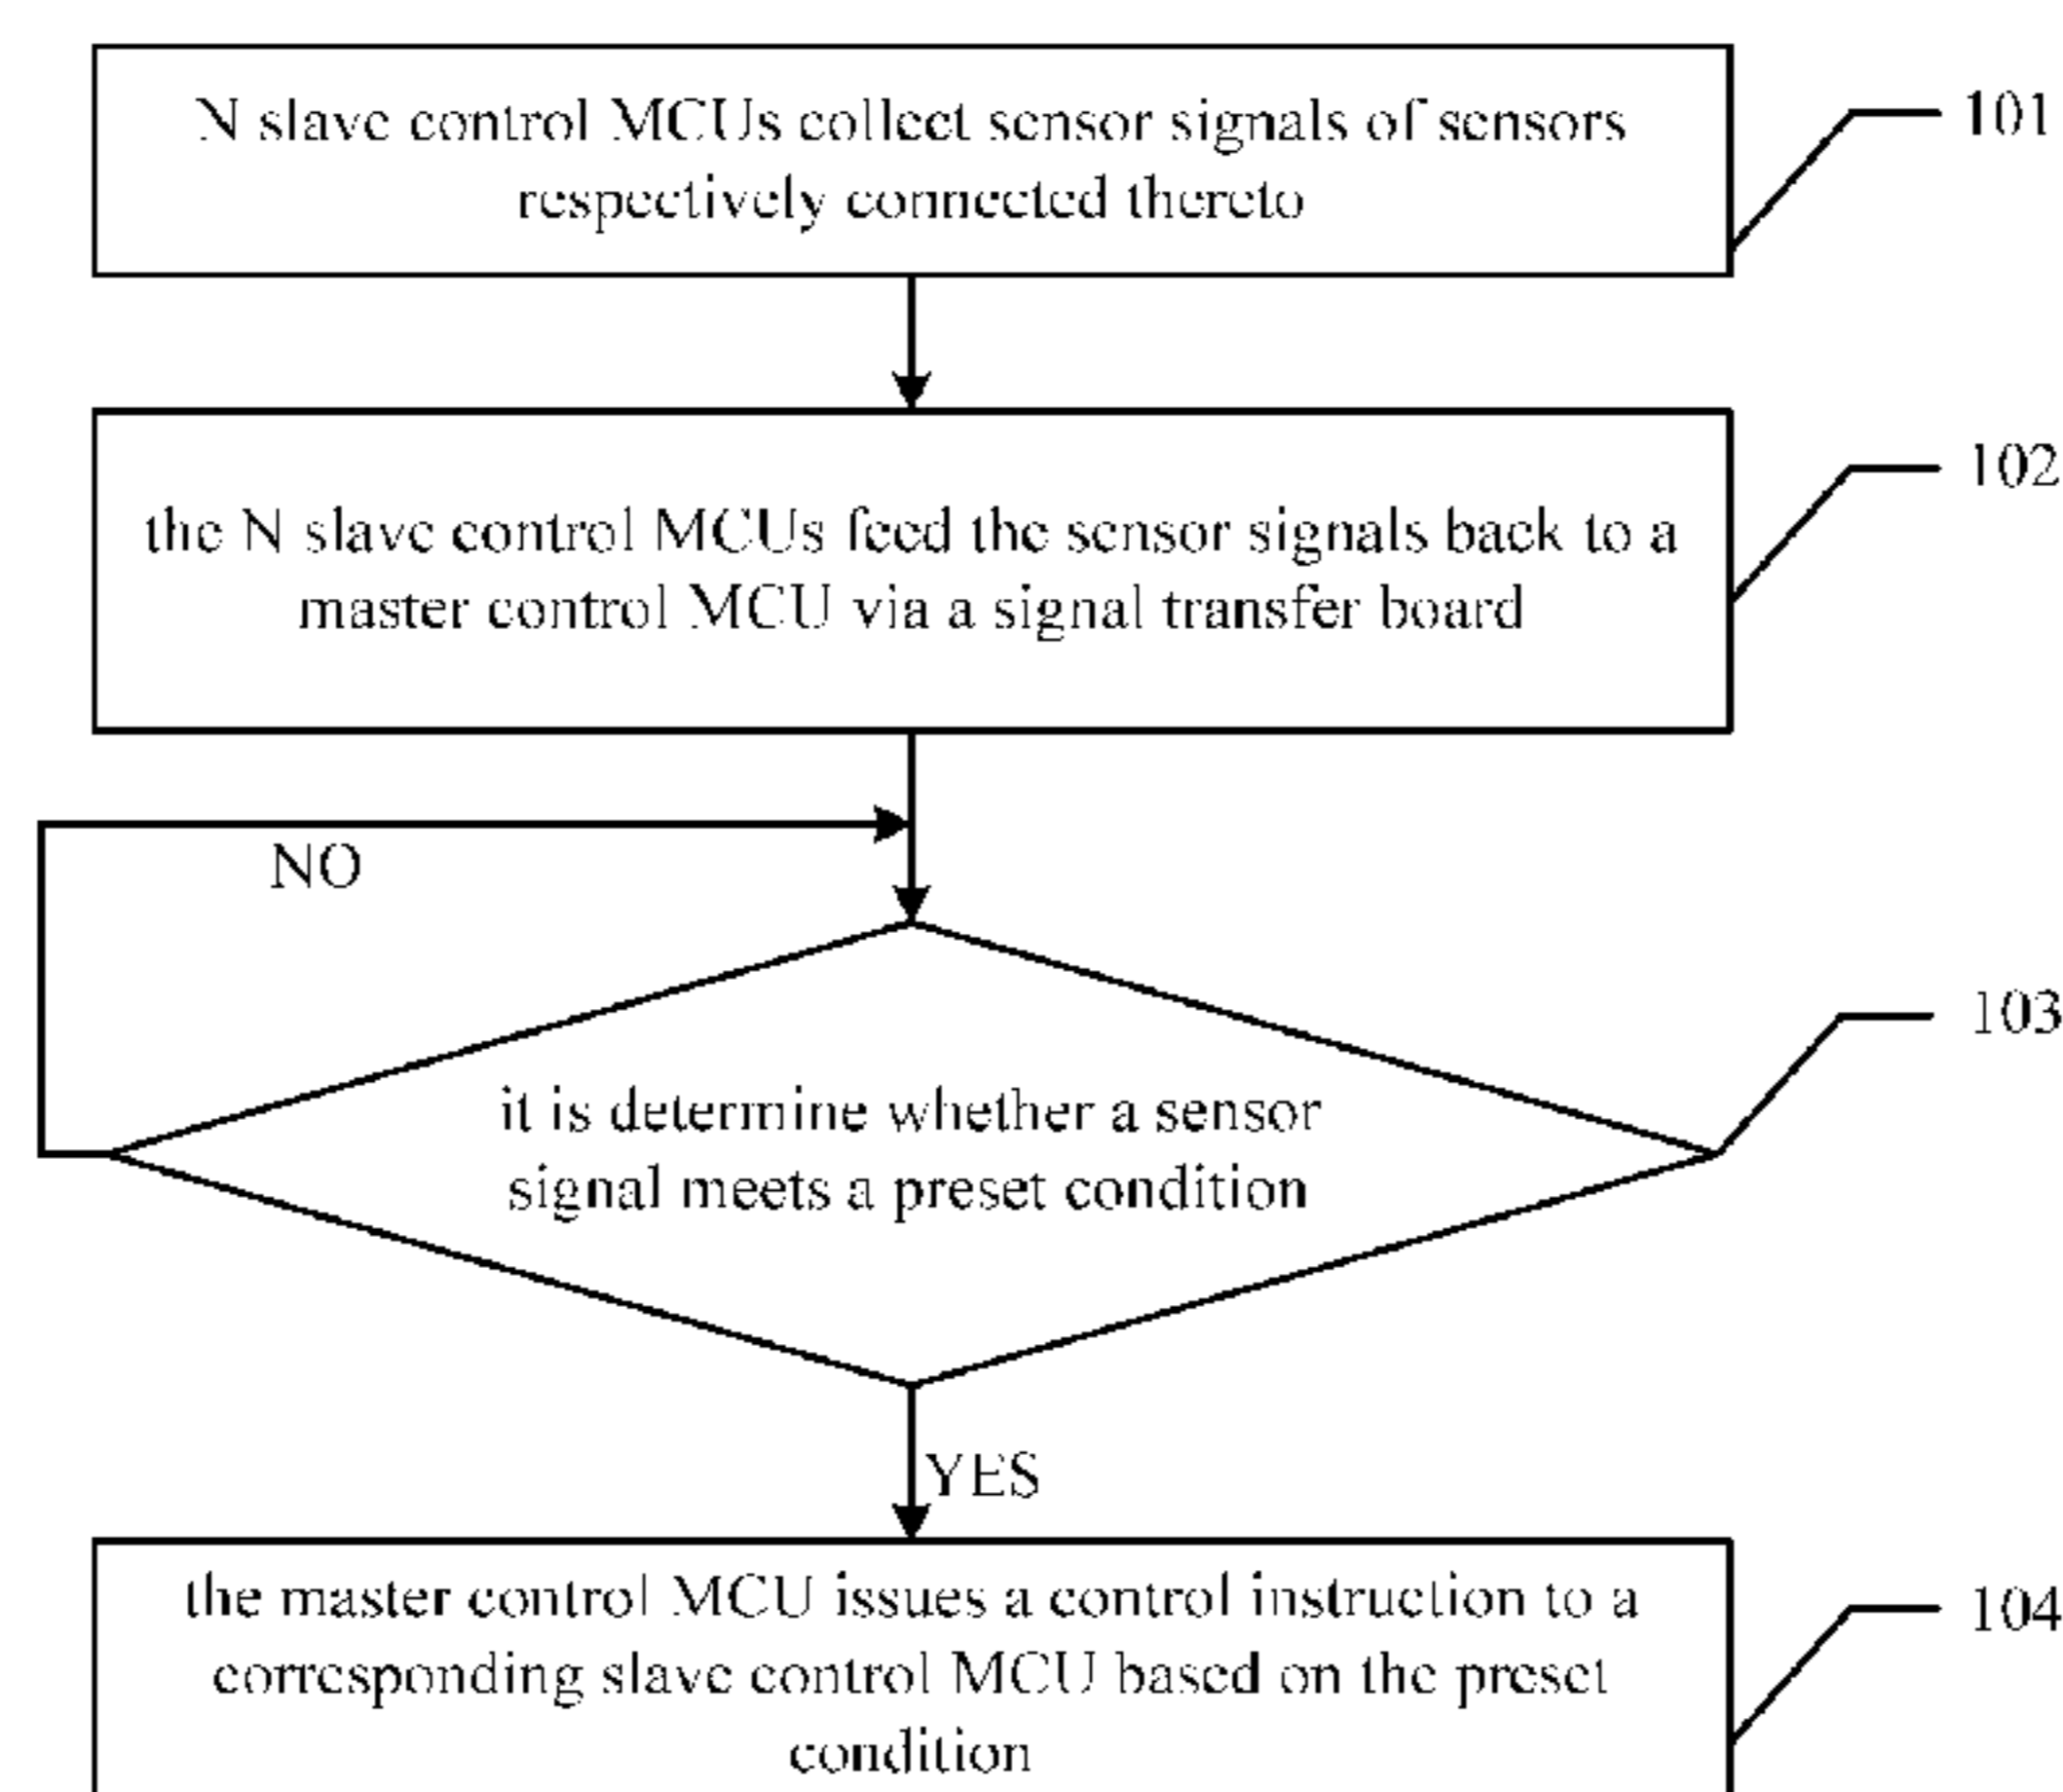 N slave control MCUs collect sensor signals of sensors
respectively connected thereto
101
the N slave control MCUs feed the sensor signals back to a
master control MCU via a signal transfer board
102
NO
it is determine whether a sensor
signal meets a preset condition
103
YES
the master control MCU issues a control instruction to a
corresponding slave control MCU based on the preset
condition
104